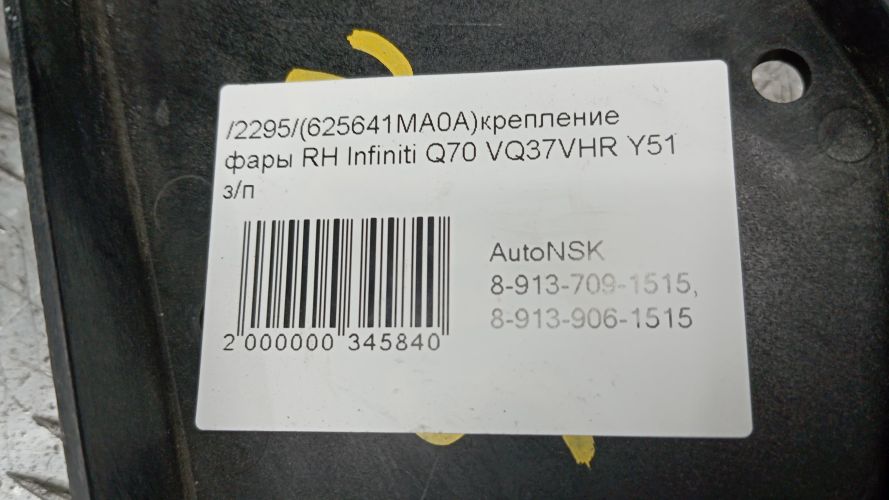 /2295/(625641MA0A)крепление
фары RH Infiniti Q70 VQ37VHR Y51
з/п
AutoNSK
8-913-709-1515,
8-913-906-1515
2 000000 345840